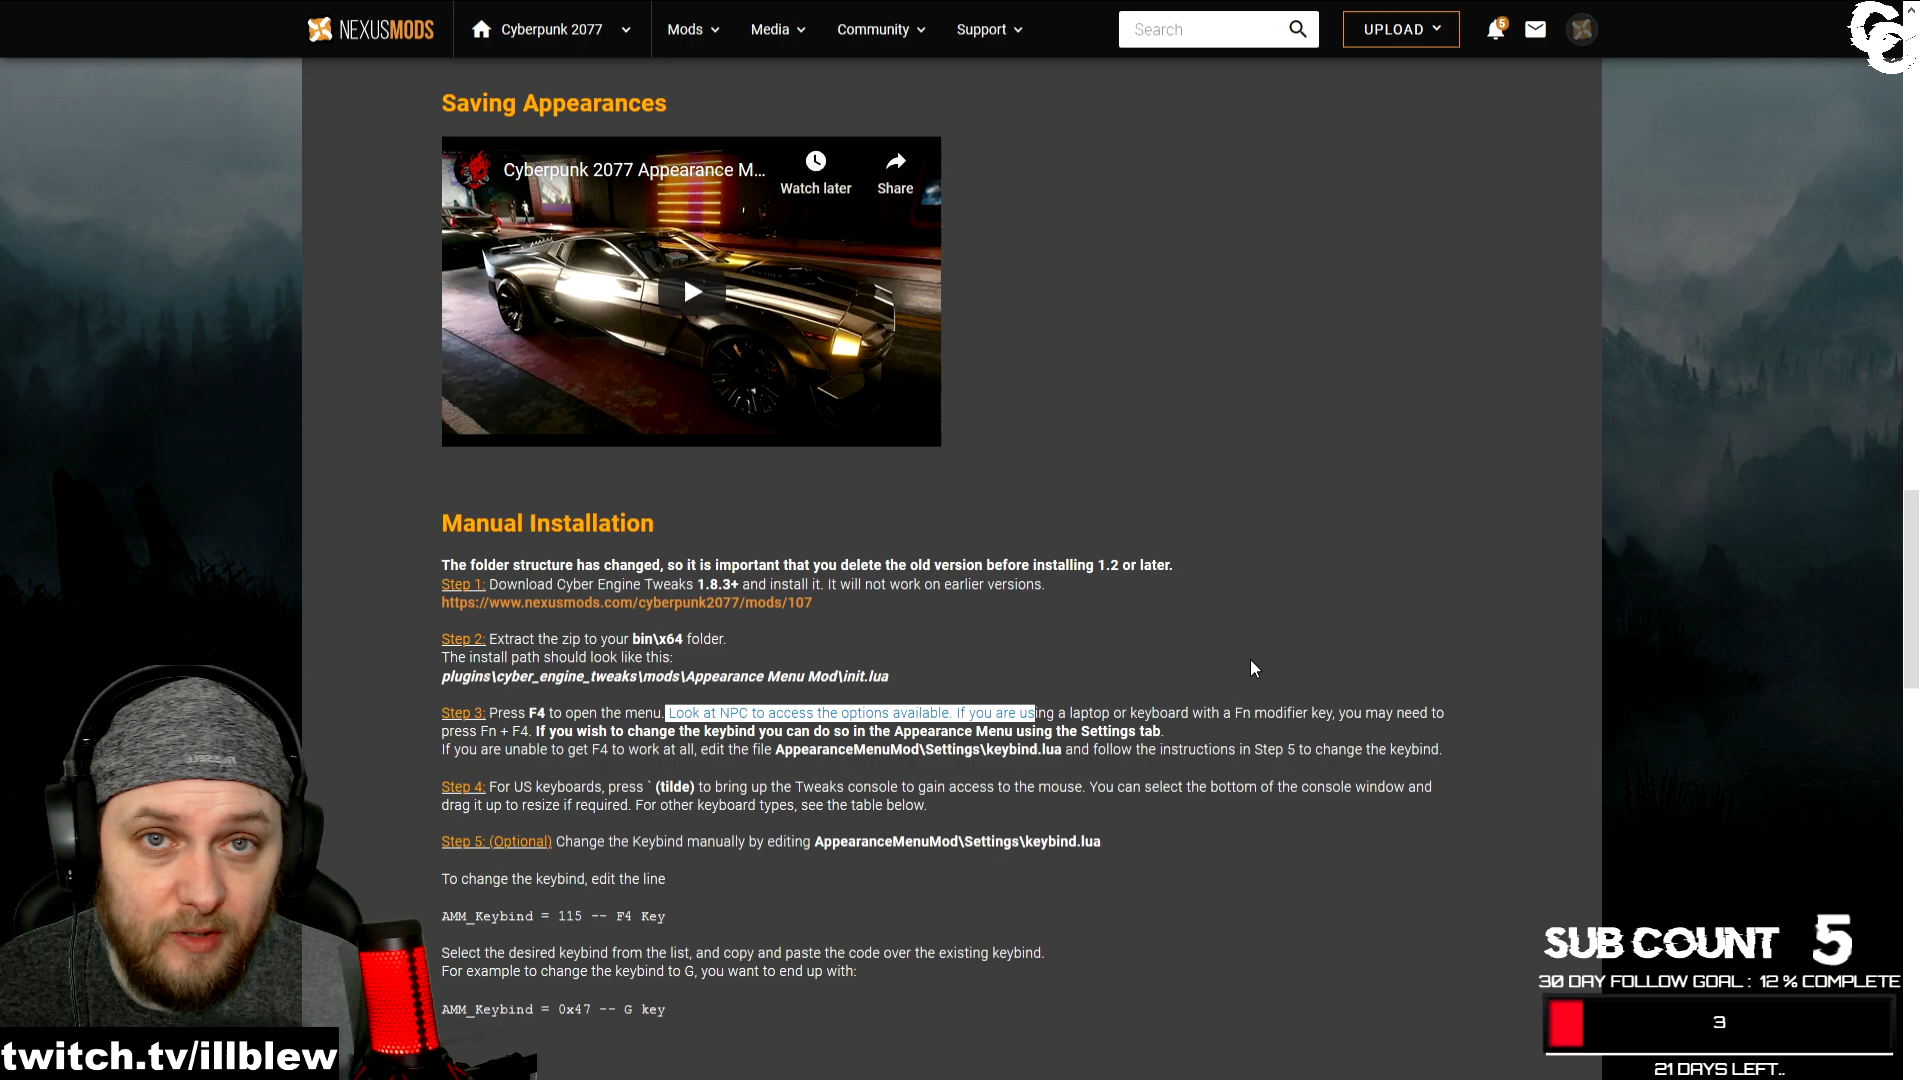 NEXUSMODS
Cyberpunk 2077
Mods
Media
Community
Support
Search
UPLOAD
5
Saving Appearances
Cyberpunk 2077 Appearance M...
Watch later
Share
Manual Installation
The folder structure has changed, so it is important that you delete the old version before installing 1.2 or later.
Step 1: Download Cyber Engine Tweaks 1.8.3+ and install it. It will not work on earlier versions.
https://www.nexusmods.com/cyberpunk2077/mods/107
Step 2: Extract the zip to your bin\x64 folder.
The install path should look like this:
plugins\cyber_engine_tweaks\mods\Appearance Menu Mod\init.lua
Step 3: Press F4 to open the menu. Look at NPC to access the options available. If you are using a laptop or keyboard with a Fn modifier key, you may need to
press Fn + F4. If you wish to change the keybind you can do so in the Appearance Menu using the Settings tab.
If you are unable to get F4 to work at all, edit the file AppearanceMenuMod\Settings\keybind.lua and follow the instructions in Step 5 to change the keybind.
Step 4: For US keyboards, press ` (tilde) to bring up the Tweaks console to gain access to the mouse. You can select the bottom of the console window and
drag it up to resize if required. For other keyboard types, see the table below.
Step 5: (Optional) Change the Keybind manually by editing AppearanceMenuMod\Settings\keybind.lua
To change the keybind, edit the line
AMM_Keybind = 115 -- F4 Key
Select the desired keybind from the list, and copy and paste the code over the existing keybind.
For example to change the keybind to G, you want to end up with:
AMM_Keybind = 0x47 -- G key
twitch.tv/illblew
SUB COUNT 5
30 DAY FOLLOW GOAL : 12 % COMPLETE
3
21 DAYS LEFT..